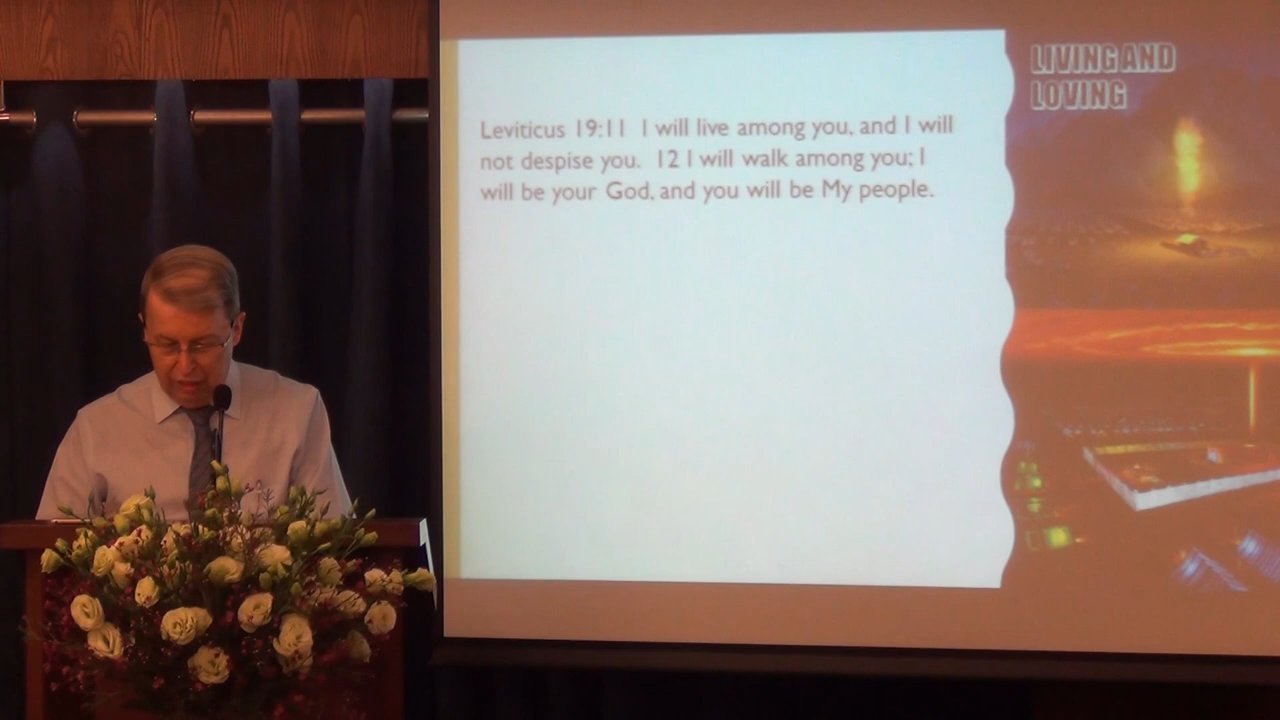 Leviticus 19:11 I will live among you, and I will
not despise you. 12 I will walk among you; I
will be your God, and you will be My people.
LIVING AND
LOVING